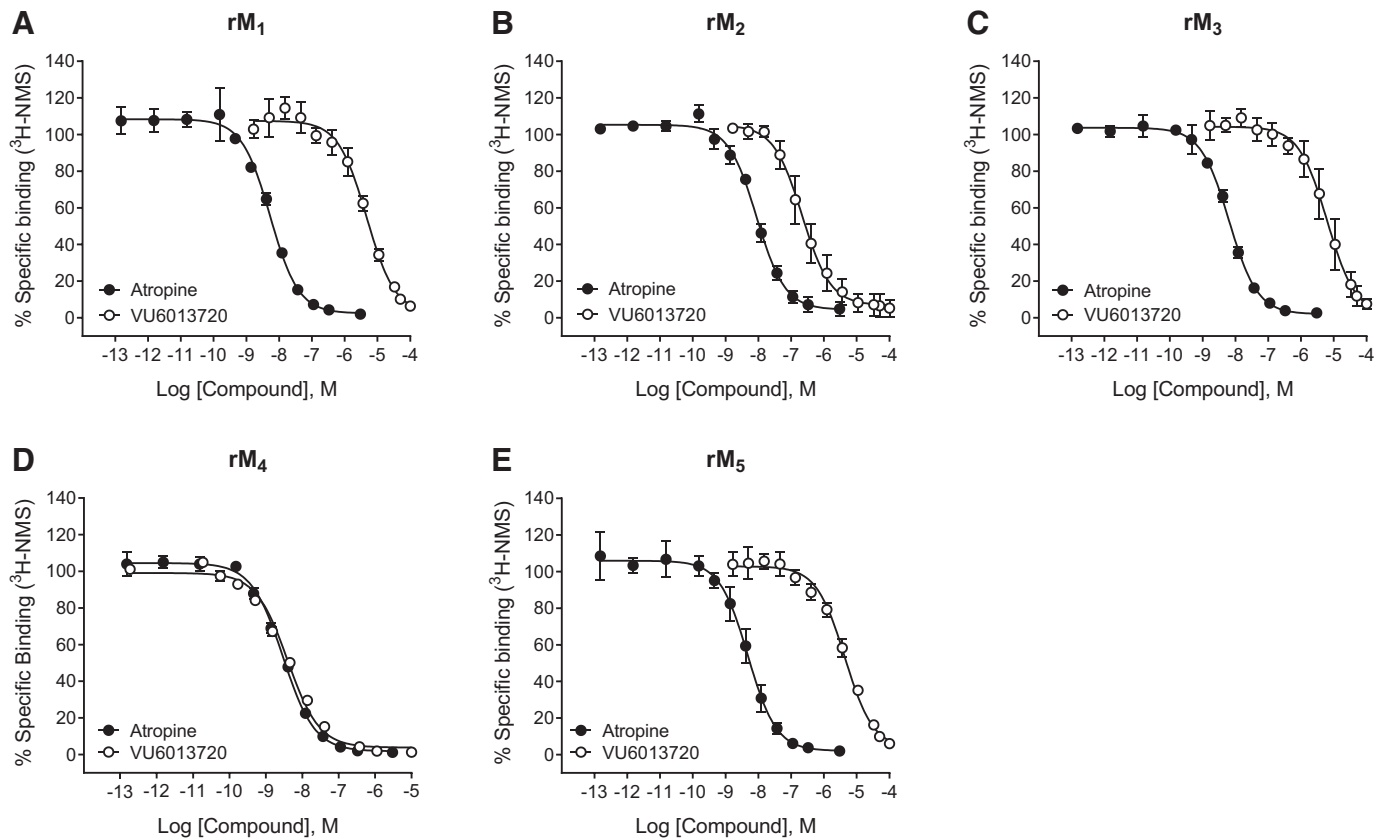 A
rM1
% Specific binding (3H-NMS)
140
120
100
80
60
40
20
0
Atropine
VU6013720
-13 -12 -11 -10 -9 -8 -7 -6 -5 -4
Log [Compound], M
B
rM2
% Specific binding (3H-NMS)
140
120
100
80
60
40
20
0
Atropine
VU6013720
-13 -12 -11 -10 -9 -8 -7 -6 -5 -4
Log [Compound], M
C
rM3
% Specific binding (3H-NMS)
140
120
100
80
60
40
20
0
Atropine
VU6013720
-13 -12 -11 -10 -9 -8 -7 -6 -5 -4
Log [Compound], M
D
rM4
% Specific Binding (3H-NMS)
140
120
100
80
60
40
20
0
Atropine
VU6013720
-13 -12 -11 -10 -9 -8 -7 -6 -5
Log [Compound], M
E
rM5
% Specific binding (3H-NMS)
140
120
100
80
60
40
20
0
Atropine
VU6013720
-13 -12 -11 -10 -9 -8 -7 -6 -5 -4
Log [Compound], M